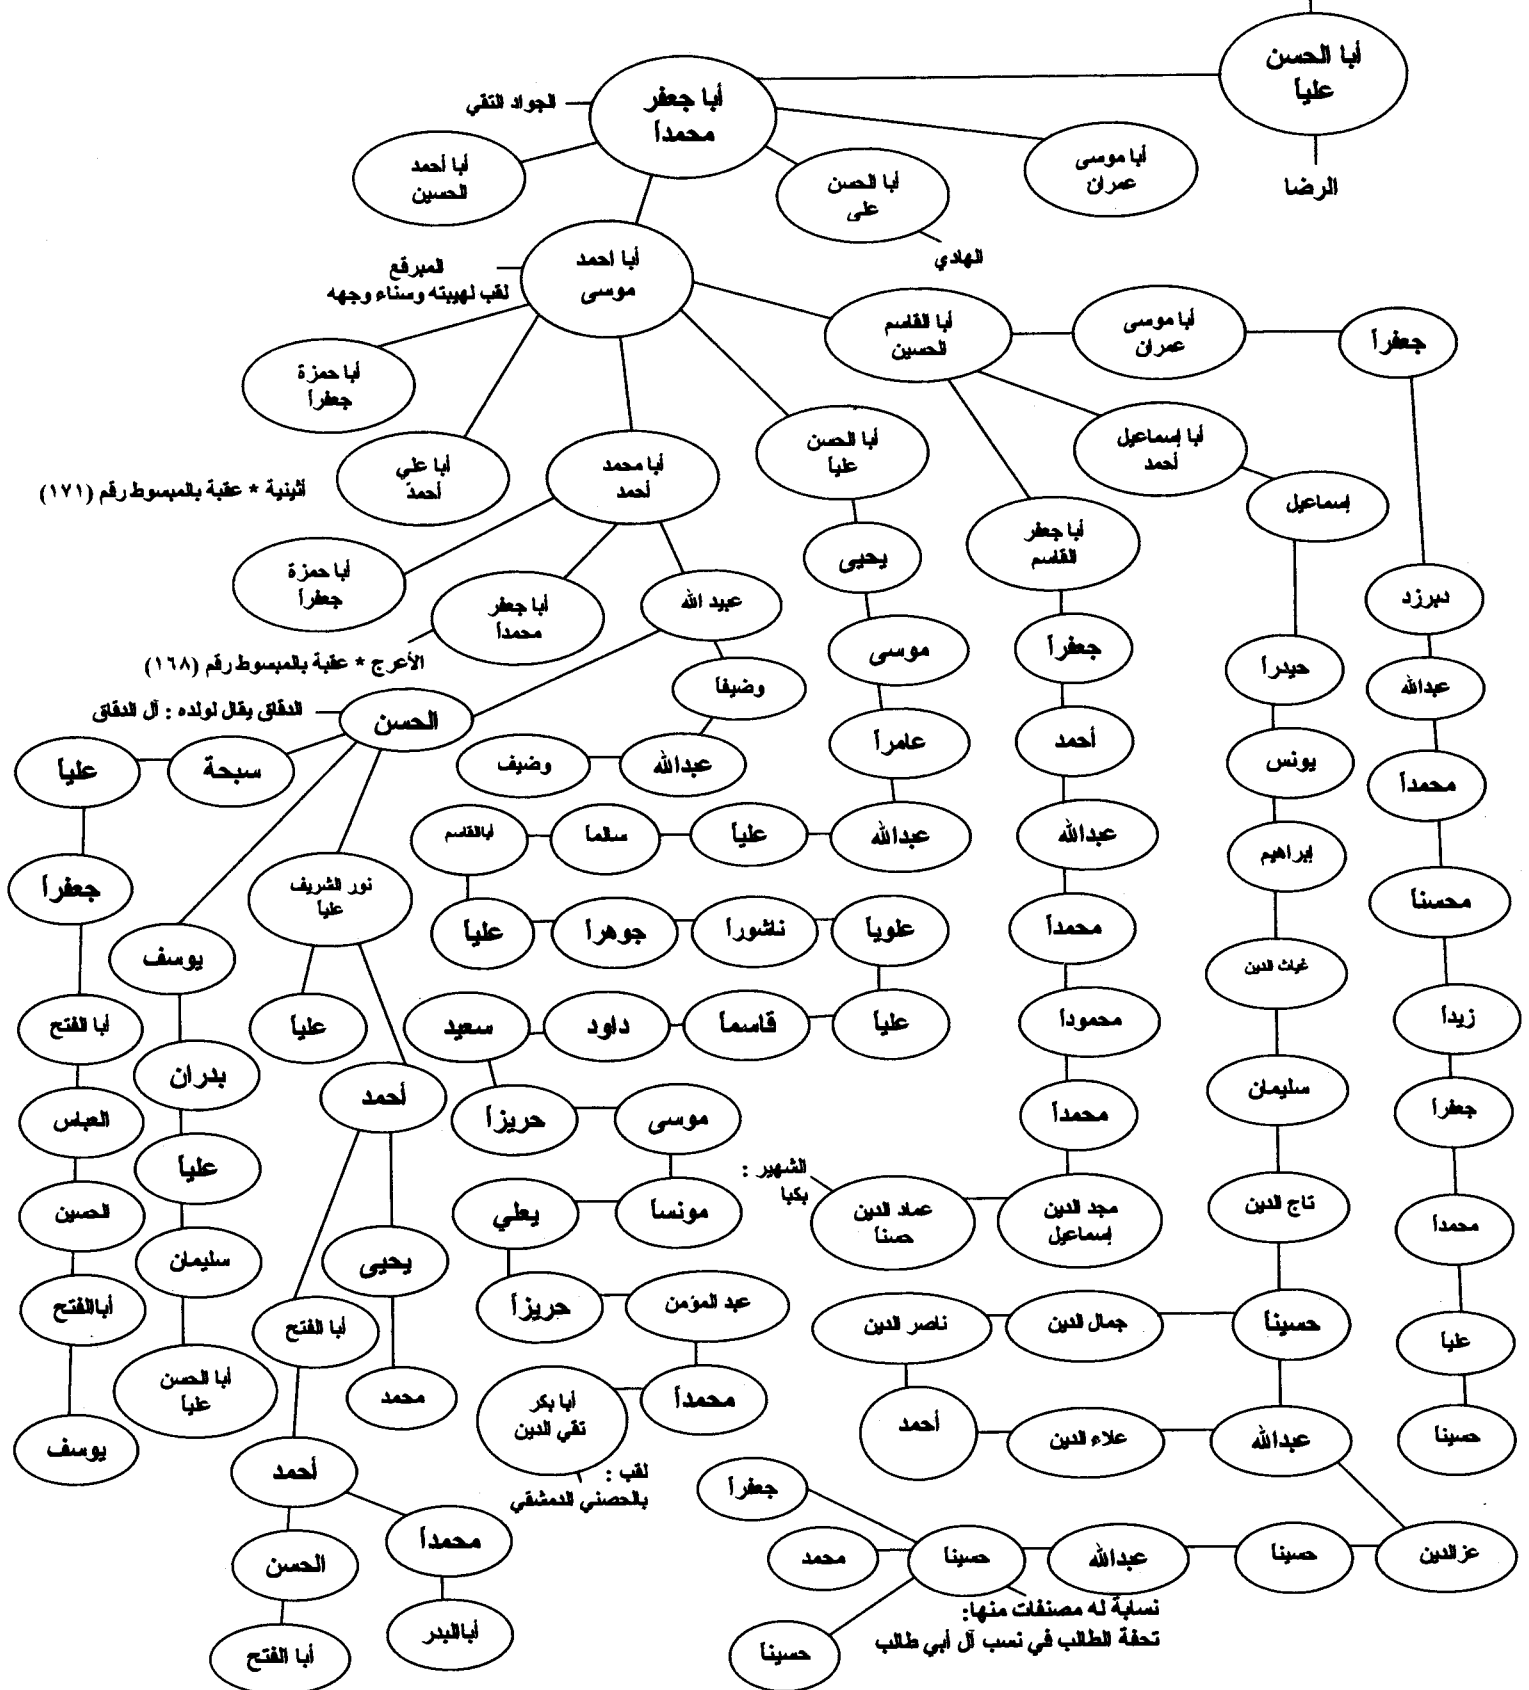 أبا الحسن
علياً
الرضا
أبا جعفر
محمداً
الجواد التقي
أبا موسى
عمران
أبا أحمد
الحسين
أبا الحسن
على
الهادي
أبا احمد
موسى
المبرقع
لقب لهيبته وسناء وجهه
أبا القاسم
الحسين
أبا موسى
عمران
جعفراً
أبا حمزة
جعفراً
أبا علي
أحمد
أثينية * عقبة بالمبسوط رقم (١٧١)
أبا محمد
أحمد
أبا الحسن
علياً
أبا إسماعيل
أحمد
إسماعيل
أبا جعفر
القاسم
يحيى
أبا حمزة
جعفراً
أبا جعفر
محمداً
الأعرج * عقبة بالمبسوط رقم (١٦٨)
عبيد الله
ديرزد
موسى
جعفراً
حيدراً
عبدالله
وضيفاً
الحسن
الدقاق يقال لولده : آل الدقاق
عامراً
أحمد
يونس
محمداً
علياً
سبحة
وضيف
عبدالله
أباالقاسم
سالماً
علياً
عبدالله
عبدالله
إبراهيم
جعفراً
نور الشريف
علياً
محسناً
علياً
جوهراً
ناشوراً
علوياً
محمداً
يوسف
غياث الدين
أبا الفتح
علياً
سعيد
داود
قاسماً
علياً
محموداً
زيداً
بدران
أحمد
سليمان
العباس
حريزاً
موسى
محمداً
جعفراً
علياً
الشهير :
بكبا
عماد الدين
حسناً
مجد الدين
إسماعيل
تاج الدين
الحسين
يعلي
مونساً
محمداً
سليمان
يحيى
أباالفتح
أبا الفتح
حريزاً
عبد المؤمن
ناصر الدين
جمال الدين
حسيناً
علياً
أبا الحسن
علياً
محمد
أبا بكر
تقي الدين
محمداً
لقب :
بالحصني الدمشقي
أحمد
علاء الدين
عبدالله
حسينا
يوسف
أحمد
جعفراً
محمداً
الحسن
محمد
حسينا
عبدالله
حسينا
عزالدين
نسابة له مصنفات منها:
تحفة الطالب في نسب آل أبي طالب
أباالبدر
أبا الفتح
حسيناً